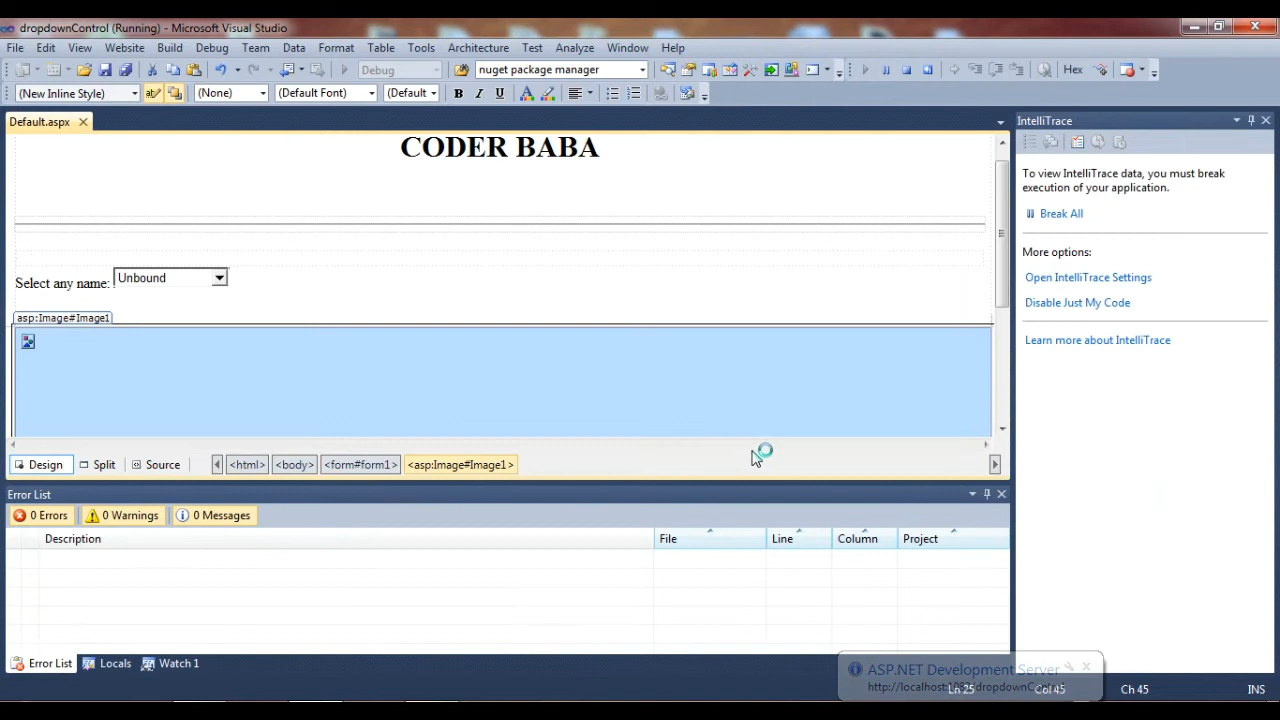 dropdownControl (Running) - Microsoft Visual Studio
File Edit View Website Build Debug Team Data Format Table Tools Architecture Test Analyze Window Help
Debug nuget package manager Hex
(New Inline Style) (None) (Default Font) (Default B I U A
Default.aspx
CODER BABA
Select any name: Unbound
asp:Image#Image1
Design Split Source <html> <body> <form#form1> <asp:Image#Image1>
Error List
0 Errors 0 Warnings 0 Messages
Description File Line Column Project
Error List Locals Watch 1
IntelliTrace
To view IntelliTrace data, you must break
execution of your application.
Break All
More options:
Open IntelliTrace Settings
Disable Just My Code
Learn more about IntelliTrace
ASP.NET Development Server
Ln 25 Col 45 Ch 45 INS